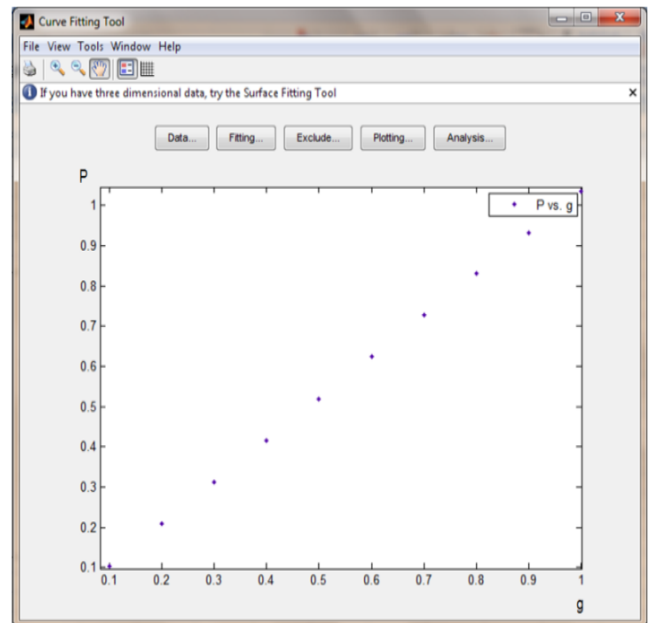 Curve Fitting Tool
File View Tools Window Help
If you have three dimensional data, try the Surface Fitting Tool
Data... Fitting... Exclude... Plotting... Analysis...
P
P vs. g
1
0.9
0.8
0.7
0.6
0.5
0.4
0.3
0.2
0.1
0.1 0.2 0.3 0.4 0.5 0.6 0.7 0.8 0.9 1
g